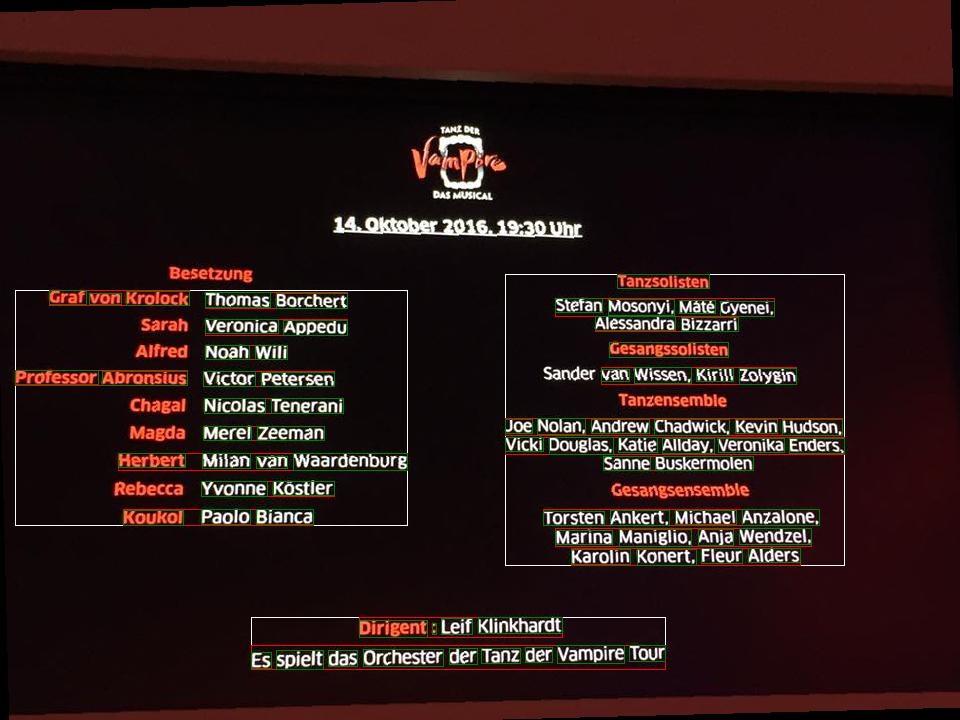 TANZ DER
Vampire
DAS MUSICAL
14. Oktober 2016, 19:30 Uhr
Besetzung
Graf von Krolock Thomas Borchert
Sarah Veronica Appedu
Alfred Noah Wili
Professor Abronsius Victor Petersen
Chagal Nicolas Tenerani
Magda Merel Zeeman
Herbert Milan van Waardenburg
Rebecca Yvonne Köstler
Koukol Paolo Bianca
Tanzsolisten
Stefan Mosonyi, Máté Gyenei,
Alessandra Bizzarri
Gesangssolisten
Sander van Wissen, Kirill Zolygin
Tanzensemble
Joe Nolan, Andrew Chadwick, Kevin Hudson,
Vicki Douglas, Katie Allday, Veronika Enders,
Sanne Buskermolen
Gesangsensemble
Torsten Ankert, Michael Anzalone,
Marina Maniglio, Anja Wendzel,
Karolin Konert, Fleur Alders
Dirigent : Leif Klinkhardt
Es spielt das Orchester der Tanz der Vampire Tour